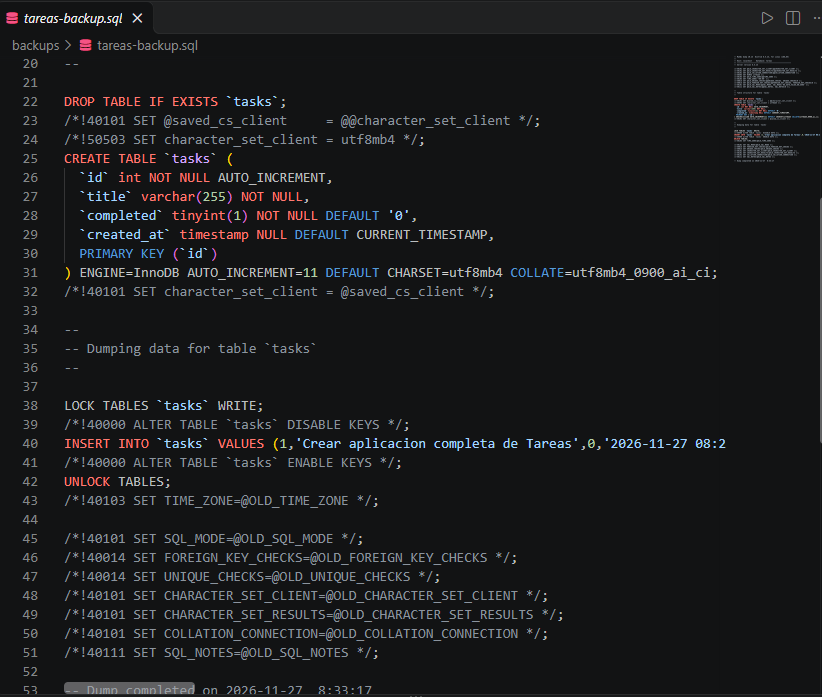 tareas-backup.sql
backups > tareas-backup.sql
20 --
21
22 DROP TABLE IF EXISTS `tasks`;
23 /*!40101 SET @saved_cs_client     = @@character_set_client */;
24 /*!50503 SET character_set_client = utf8mb4 */;
25 CREATE TABLE `tasks` (
26   `id` int NOT NULL AUTO_INCREMENT,
27   `title` varchar(255) NOT NULL,
28   `completed` tinyint(1) NOT NULL DEFAULT '0',
29   `created_at` timestamp NULL DEFAULT CURRENT_TIMESTAMP,
30   PRIMARY KEY (`id`)
31 ) ENGINE=InnoDB AUTO_INCREMENT=11 DEFAULT CHARSET=utf8mb4 COLLATE=utf8mb4_0900_ai_ci;
32 /*!40101 SET character_set_client = @saved_cs_client */;
33
34 --
35 -- Dumping data for table `tasks`
36 --
37
38 LOCK TABLES `tasks` WRITE;
39 /*!40000 ALTER TABLE `tasks` DISABLE KEYS */;
40 INSERT INTO `tasks` VALUES (1,'Crear aplicacion completa de Tareas',0,'2026-11-27 08:2
41 /*!40000 ALTER TABLE `tasks` ENABLE KEYS */;
42 UNLOCK TABLES;
43 /*!40103 SET TIME_ZONE=@OLD_TIME_ZONE */;
44
45 /*!40101 SET SQL_MODE=@OLD_SQL_MODE */;
46 /*!40014 SET FOREIGN_KEY_CHECKS=@OLD_FOREIGN_KEY_CHECKS */;
47 /*!40014 SET UNIQUE_CHECKS=@OLD_UNIQUE_CHECKS */;
48 /*!40101 SET CHARACTER_SET_CLIENT=@OLD_CHARACTER_SET_CLIENT */;
49 /*!40101 SET CHARACTER_SET_RESULTS=@OLD_CHARACTER_SET_RESULTS */;
50 /*!40101 SET COLLATION_CONNECTION=@OLD_COLLATION_CONNECTION */;
51 /*!40111 SET SQL_NOTES=@OLD_SQL_NOTES */;
52
53 -- Dump completed on 2026-11-27  8:33:17